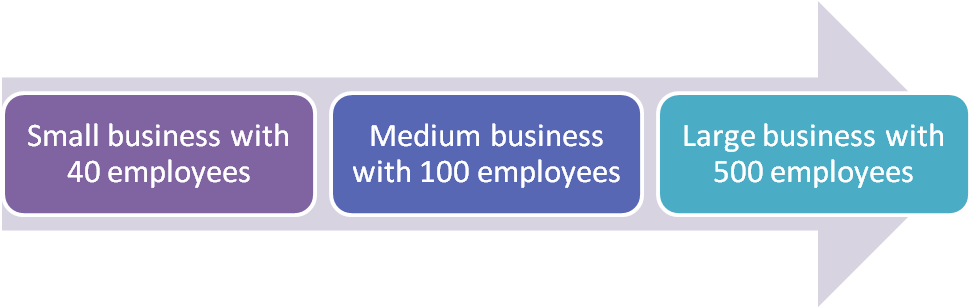 Small business with
40 employees
Medium business
with 100 employees
Large business with
500 employees